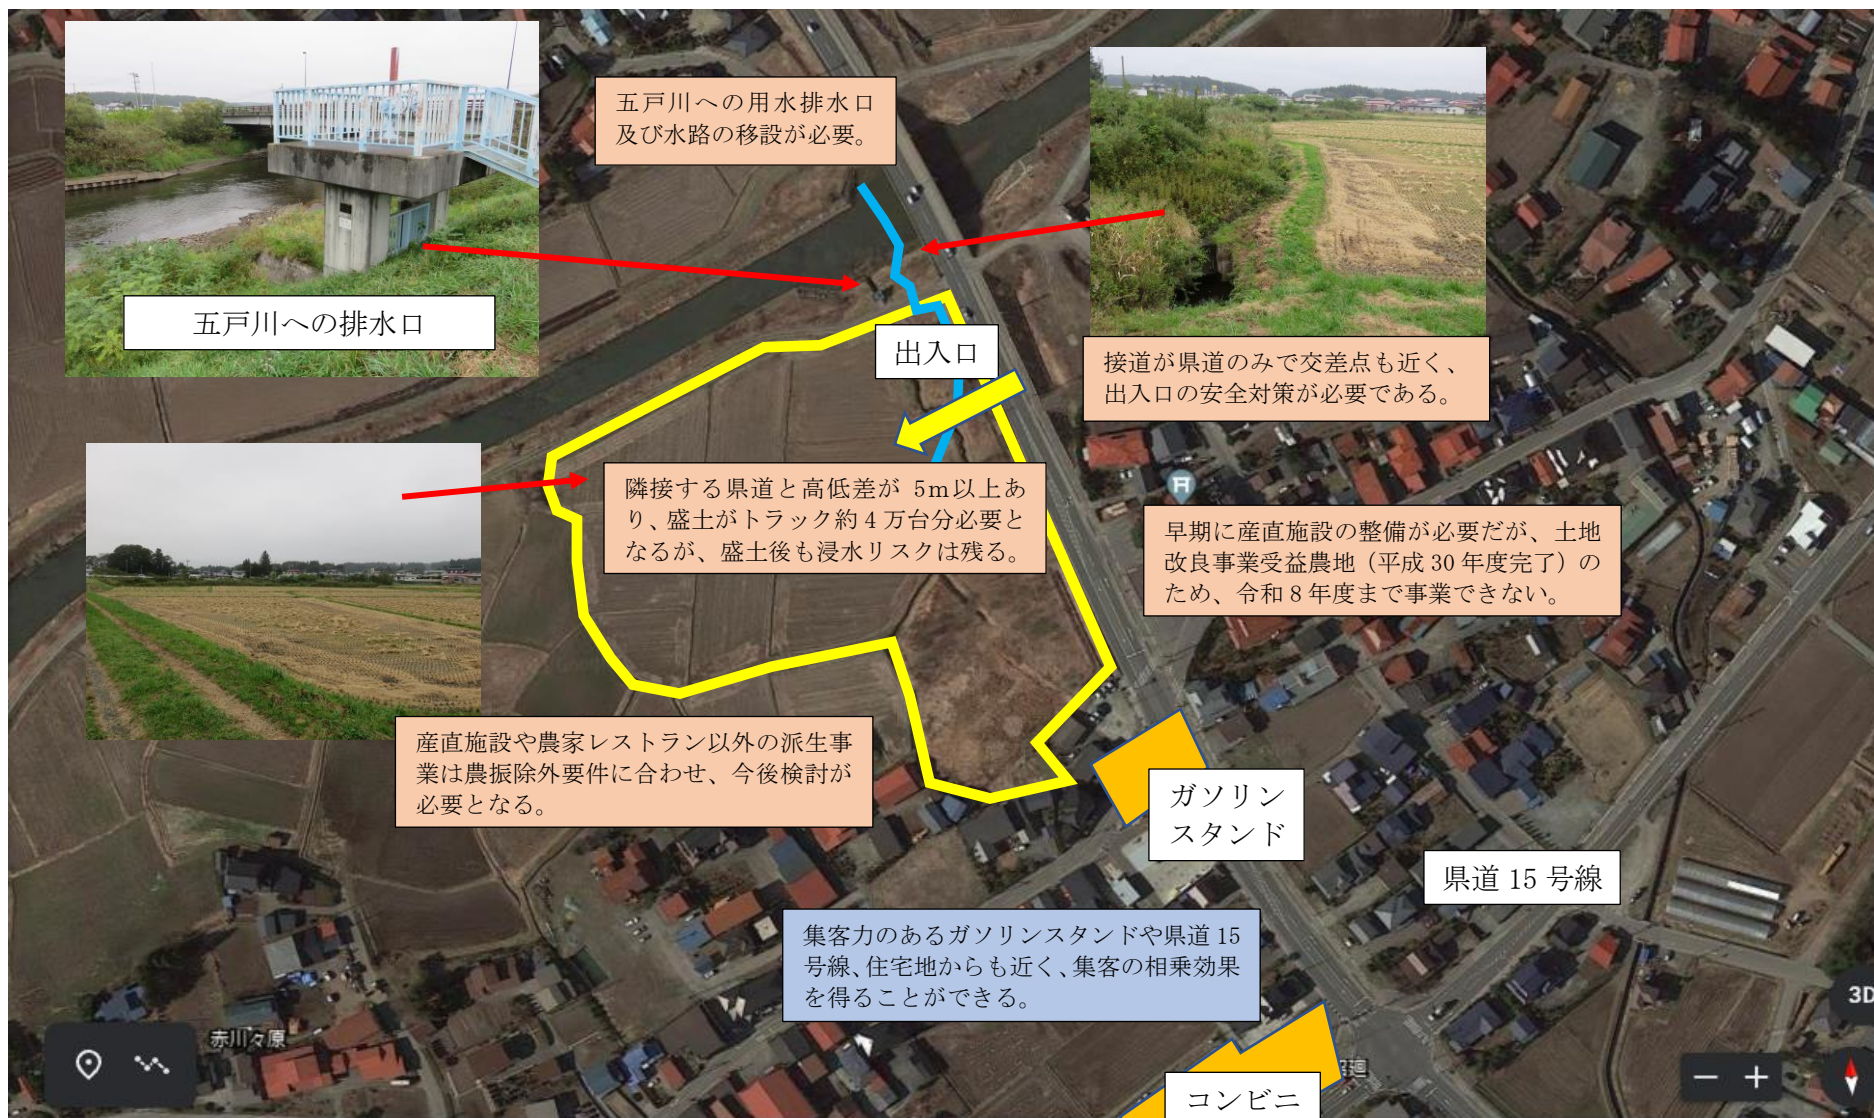 五戸川への用水排水口
及び水路の移設が必要。
五戸川への排水口
出入口
接道が県道のみで交差点も近く、
出入口の安全対策が必要である。
隣接する県道と高低差が 5m以上あ
り、盛土がトラック約4万台分必要と
なるが、盛土後も浸水リスクは残る。
早期に産直施設の整備が必要だが、土地
改良事業受益農地（平成 30 年度完了）の
ため、令和8年度まで事業できない。
産直施設や農家レストラン以外の派生事
業は農振除外要件に合わせ、今後検討が
必要となる。
ガソリン
スタンド
県道 15 号線
集客力のあるガソリンスタンドや県道 15
号線、住宅地からも近く、集客の相乗効果
を得ることができる。
3D
赤川々原
コンビニ